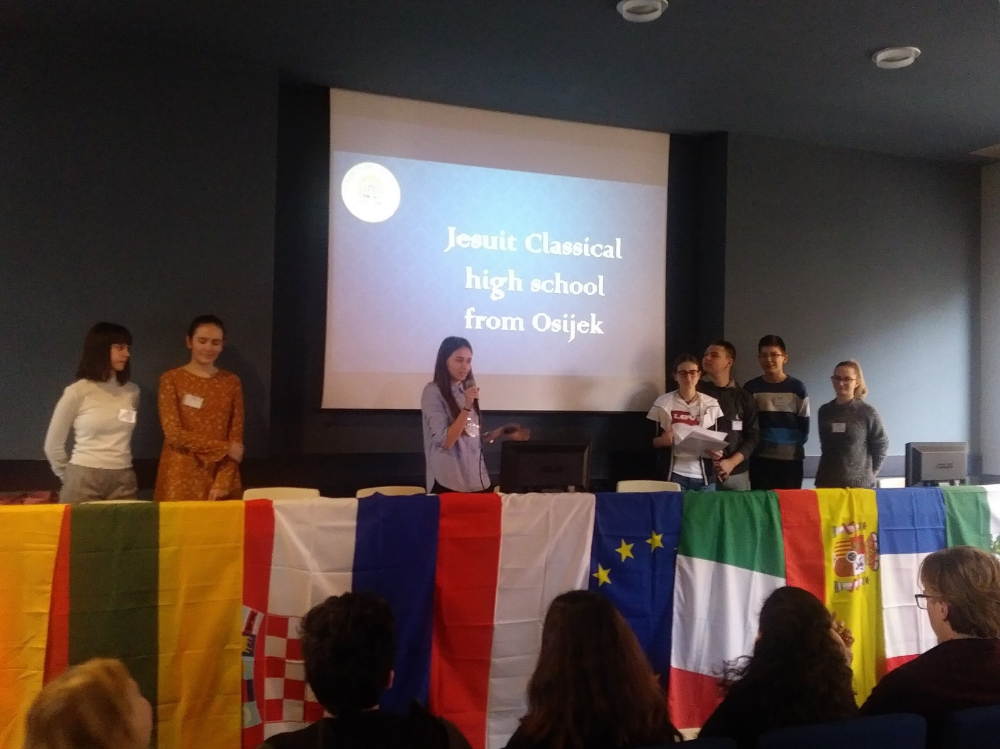 Jesuit Classical
high school
from Osijek